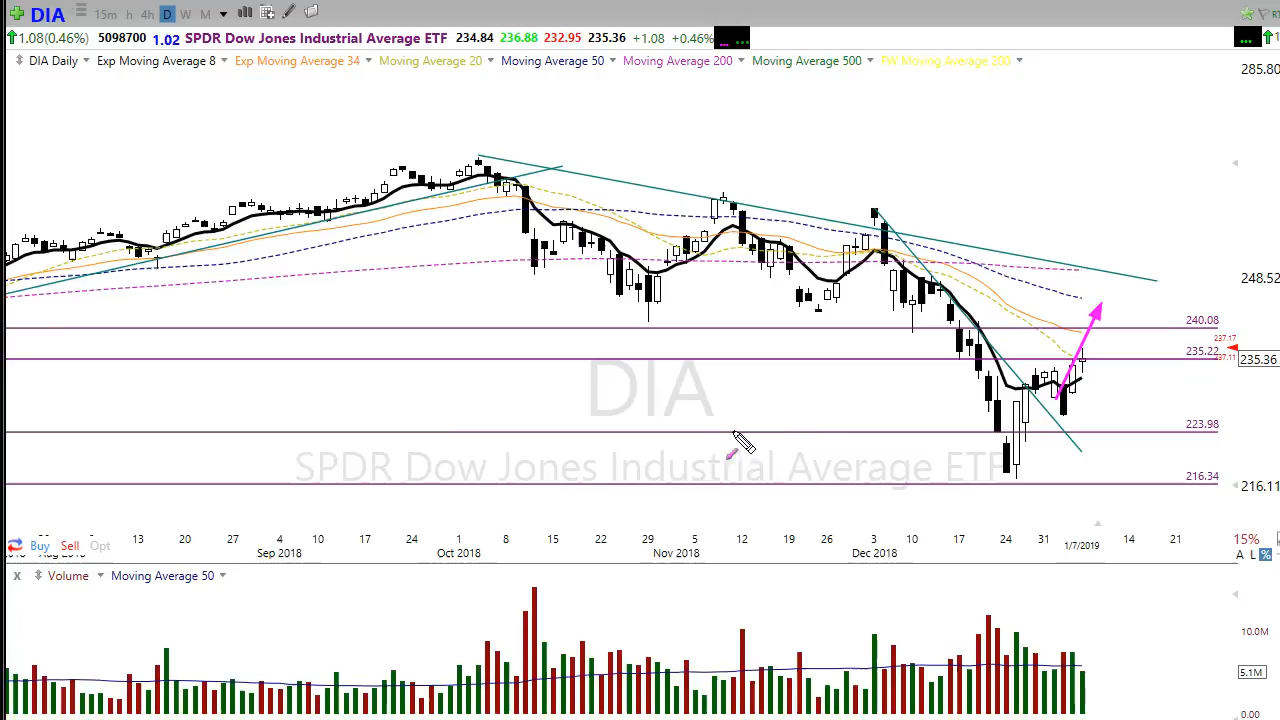 DIA 15m h 4h D W M
1.08(0.46%) 5098700 1.02 SPDR Dow Jones Industrial Average ETF 234.84 236.88 232.95 235.36 +1.08 +0.46%
DIA Daily Exp Moving Average 8 Exp Moving Average 34 Moving Average 20 Moving Average 50 Moving Average 200 Moving Average 500 FW Moving Average 200
285.80
248.52
240.08
237.17
235.22
237.11
235.36
DIA
223.98
SPDR Dow Jones Industrial Average ETF
216.34
216.11
13 20 27 4 10 17 24 1 8 15 22 29 5 12 19 26 3 10 17 24 31 1/7/2019 14 21 15%
Buy Sell Opt
Sep 2018 Oct 2018 Nov 2018 Dec 2018
A L %
X Volume Moving Average 50
10.0M
5.1M
0.00